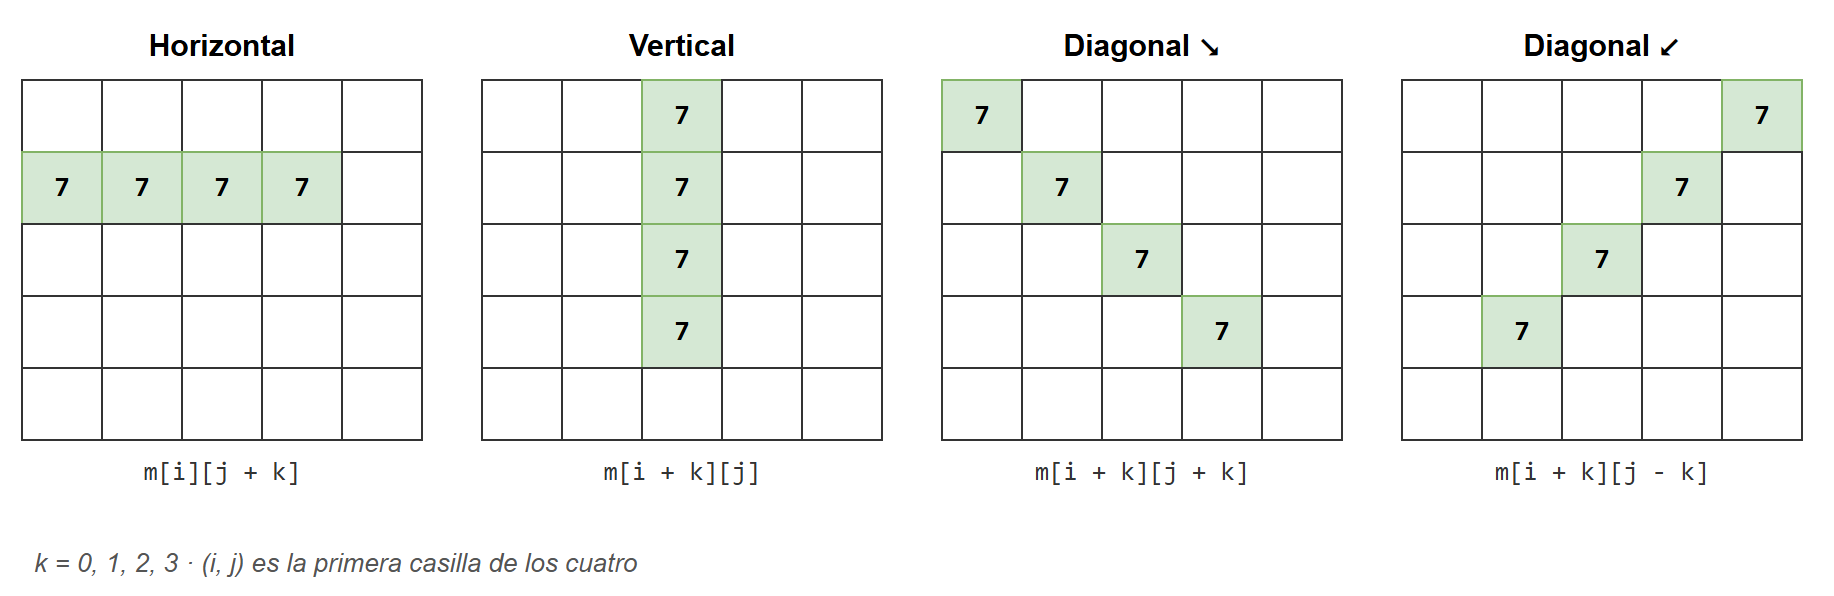 Horizontal
7 7 7 7
m[i][j + k]
Vertical
7
7
7
7
m[i + k][j]
Diagonal ↘
7
7
7
7
m[i + k][j + k]
Diagonal ↙
7
7
7
7
m[i + k][j - k]
k = 0, 1, 2, 3 · (i, j) es la primera casilla de los cuatro